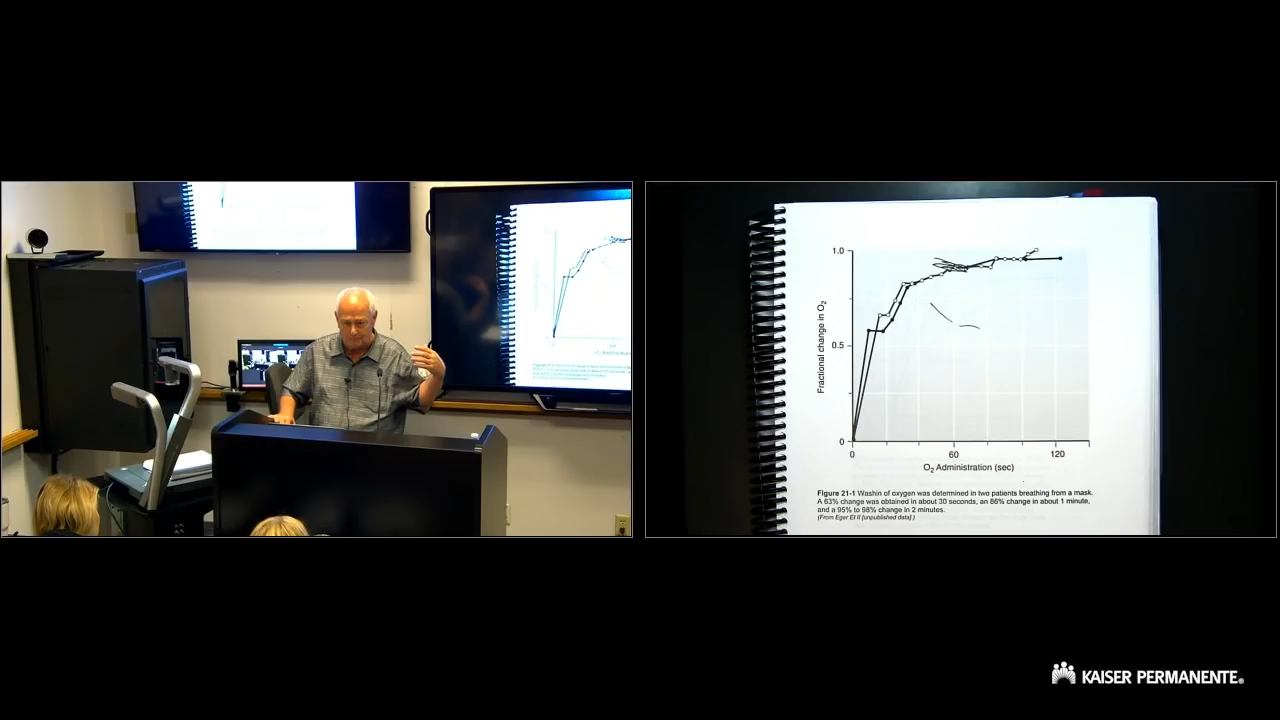 1.0
0.5
0
Fractional change in O2
0
60
120
O2 Administration (sec)
Figure 21-1 Washin of oxygen was determined in two patients breathing from a mask.
A 63% change was obtained in about 30 seconds, an 86% change in about 1 minute,
and a 95% to 98% change in 2 minutes.
(From Eger EI II [unpublished data].)
KAISER PERMANENTE®